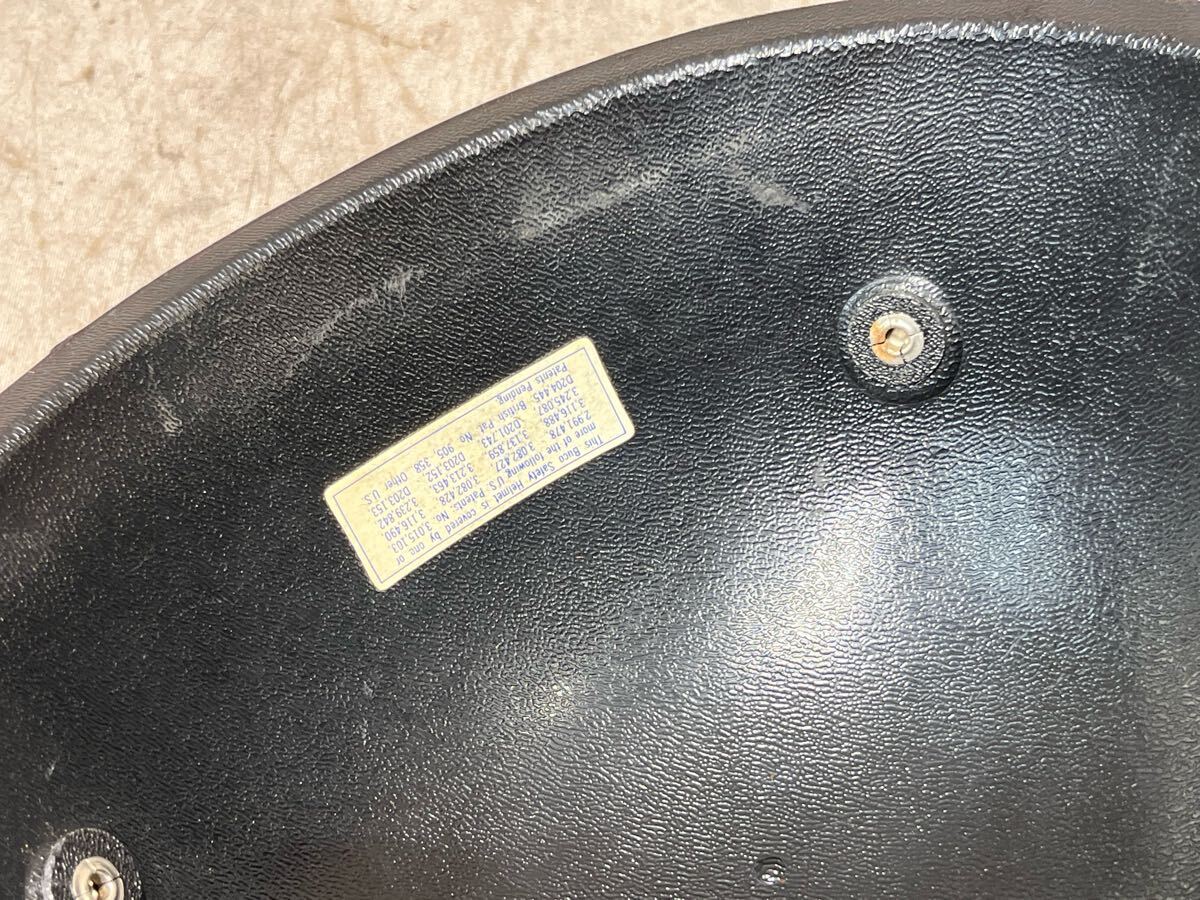 This Buco Safety Helmet is covered by one or
more of the following U.S. Patents: No. 3,015,103
2,991,478 3,082,427, 3,082,428 3,116,490,
3,116,488, 3,137,859 3,213,463, 3,239,842,
3,245,087, D201,743, D203,152, D203,153
D204,445; British Pat. No. 905,358 Other U.S.
Patents Pending